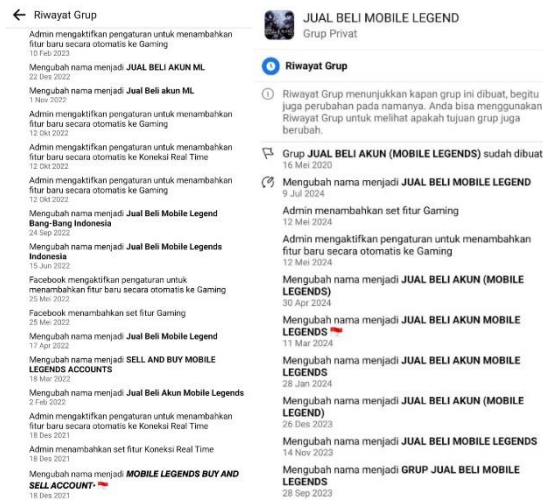 Riwayat Grup
Admin mengaktifkan pengaturan untuk menambahkan
fitur baru secara otomatis ke Gaming
10 Feb 2023
Mengubah nama menjadi JUAL BELI AKUN ML
22 Des 2022
Mengubah nama menjadi Jual Beli akun ML
1 Nov 2022
Admin mengaktifkan pengaturan untuk menambahkan
fitur baru secara otomatis ke Gaming
12 Okt 2022
Admin mengaktifkan pengaturan untuk menambahkan
fitur baru secara otomatis ke Koneksi Real Time
12 Okt 2022
Admin mengaktifkan pengaturan untuk menambahkan
fitur baru secara otomatis ke Gaming
12 Okt 2022
Mengubah nama menjadi Jual Beli Mobile Legend
Bang-Bang Indonesia
24 Sep 2022
Mengubah nama menjadi Jual Beli Mobile Legends
Indonesia
15 Jun 2022
Facebook mengaktifkan pengaturan untuk
menambahkan fitur baru secara otomatis ke Gaming
25 Mei 2022
Facebook menambahkan set fitur Gaming
25 Mei 2022
Mengubah nama menjadi Jual Beli Mobile Legend
17 Apr 2022
Mengubah nama menjadi SELL AND BUY MOBILE
LEGENDS ACCOUNTS
18 Mar 2022
Mengubah nama menjadi Jual Beli Akun Mobile Legends
2 Feb 2022
Admin mengaktifkan pengaturan untuk menambahkan
fitur baru secara otomatis ke Koneksi Real Time
18 Des 2021
Admin menambahkan set fitur Koneksi Real Time
18 Des 2021
Mengubah nama menjadi MOBILE LEGENDS BUY AND
SELL ACCOUNT• 🇮🇩
18 Des 2021
JUAL BELI MOBILE LEGEND
Grup Privat
Riwayat Grup
Riwayat Grup menunjukkan kapan grup ini dibuat, begitu
juga perubahan pada namanya. Anda bisa menggunakan
Riwayat Grup untuk melihat apakah tujuan grup juga
berubah.
Grup JUAL BELI AKUN (MOBILE LEGENDS) sudah dibuat
16 Mei 2020
Mengubah nama menjadi JUAL BELI MOBILE LEGEND
9 Jul 2024
Admin menambahkan set fitur Gaming
12 Mei 2024
Admin mengaktifkan pengaturan untuk menambahkan
fitur baru secara otomatis ke Gaming
12 Mei 2024
Mengubah nama menjadi JUAL BELI AKUN (MOBILE
LEGENDS)
30 Apr 2024
Mengubah nama menjadi JUAL BELI AKUN MOBILE
LEGENDS 🇮🇩
11 Mar 2024
Mengubah nama menjadi JUAL BELI AKUN MOBILE
LEGENDS
28 Jan 2024
Mengubah nama menjadi JUAL BELI AKUN (MOBILE
LEGEND)
26 Des 2023
Mengubah nama menjadi JUAL BELI MOBILE LEGENDS
14 Nov 2023
Mengubah nama menjadi GRUP JUAL BELI MOBILE
LEGENDS
28 Sep 2023